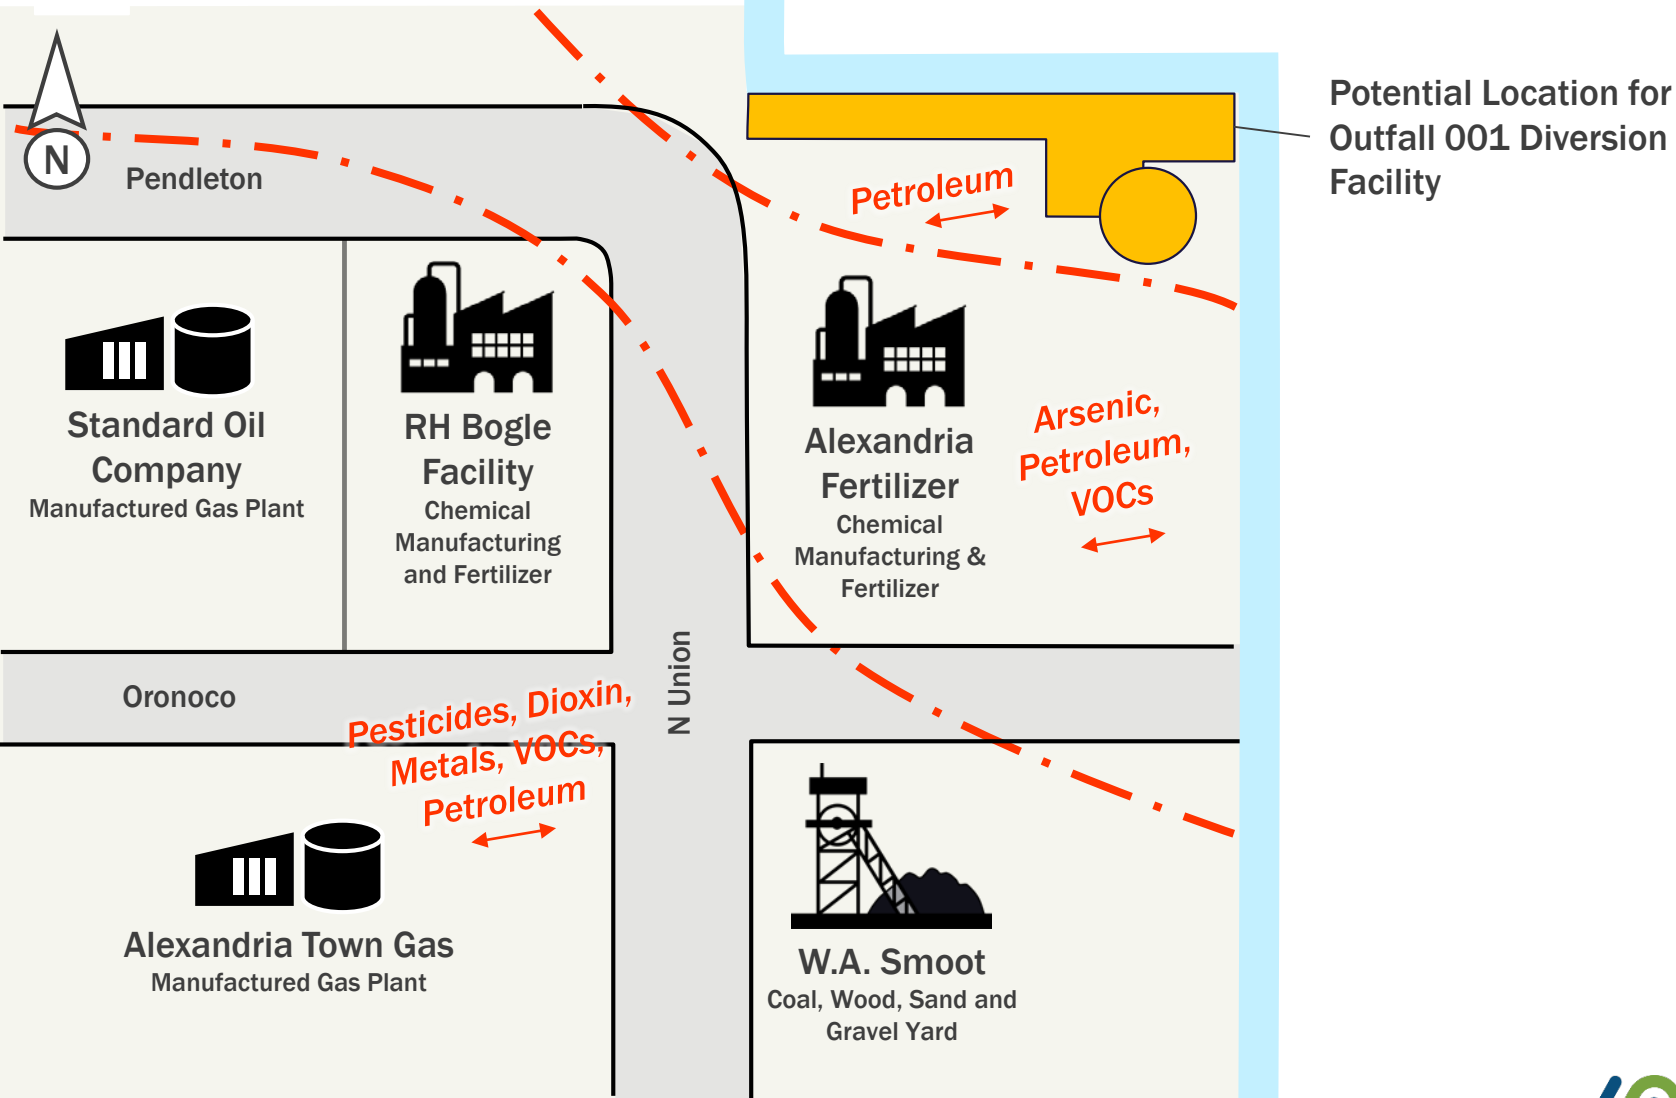 Potential Location for
Outfall 001 Diversion
Facility
N
Pendleton
Petroleum
Standard Oil
Company
Manufactured Gas Plant
RH Bogle
Facility
Chemical
Manufacturing
and Fertilizer
Alexandria
Fertilizer
Chemical
Manufacturing &
Fertilizer
Arsenic,
Petroleum,
VOCs
Oronoco
N Union
Pesticides, Dioxin,
Metals, VOCs,
Petroleum
Alexandria Town Gas
Manufactured Gas Plant
W.A. Smoot
Coal, Wood, Sand and
Gravel Yard